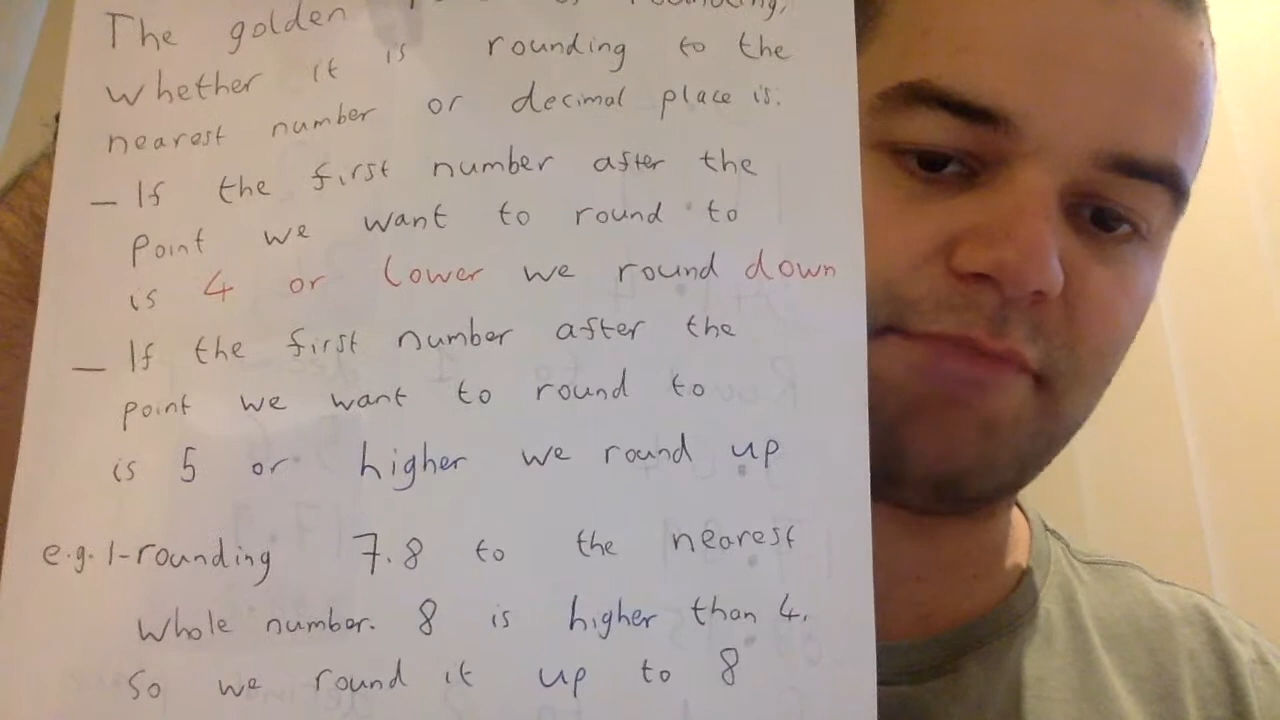 The golden rounding,
whether it is rounding to the
nearest number or decimal place is:
– If the first number after the
point we want to round to
is 4 or lower we round down
– If the first number after the
point we want to round to
is 5 or higher we round up
e.g. 1-rounding 7.8 to the nearest
whole number. 8 is higher than 4.
So we round it up to 8